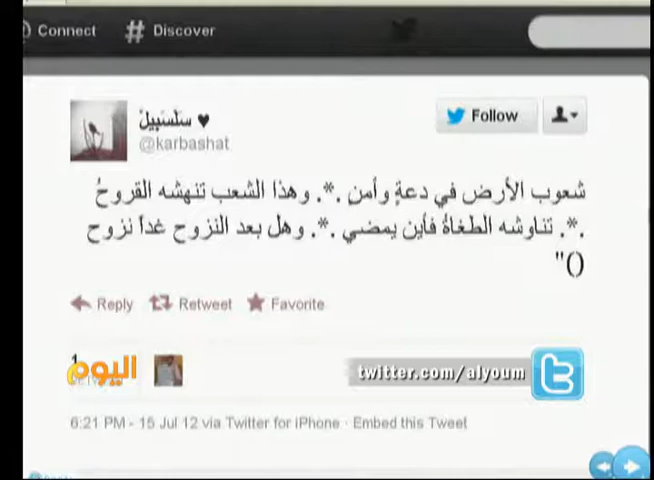 Connect # Discover
سَلْسَبِيلْ ♥
Follow
@karbashat
شعوب الأرض في دعةٍ وأمنٍ .*. وهذا الشعب تنهشه القروحُ
.*. تناوشه الطغاةُ فأين يمضي .*. وهل بعد النزوح غداً نزوح
()"
Reply Retweet Favorite
1
اليوم
twitter.com/alyoum
6:21 PM - 15 Jul 12 via Twitter for iPhone · Embed this Tweet